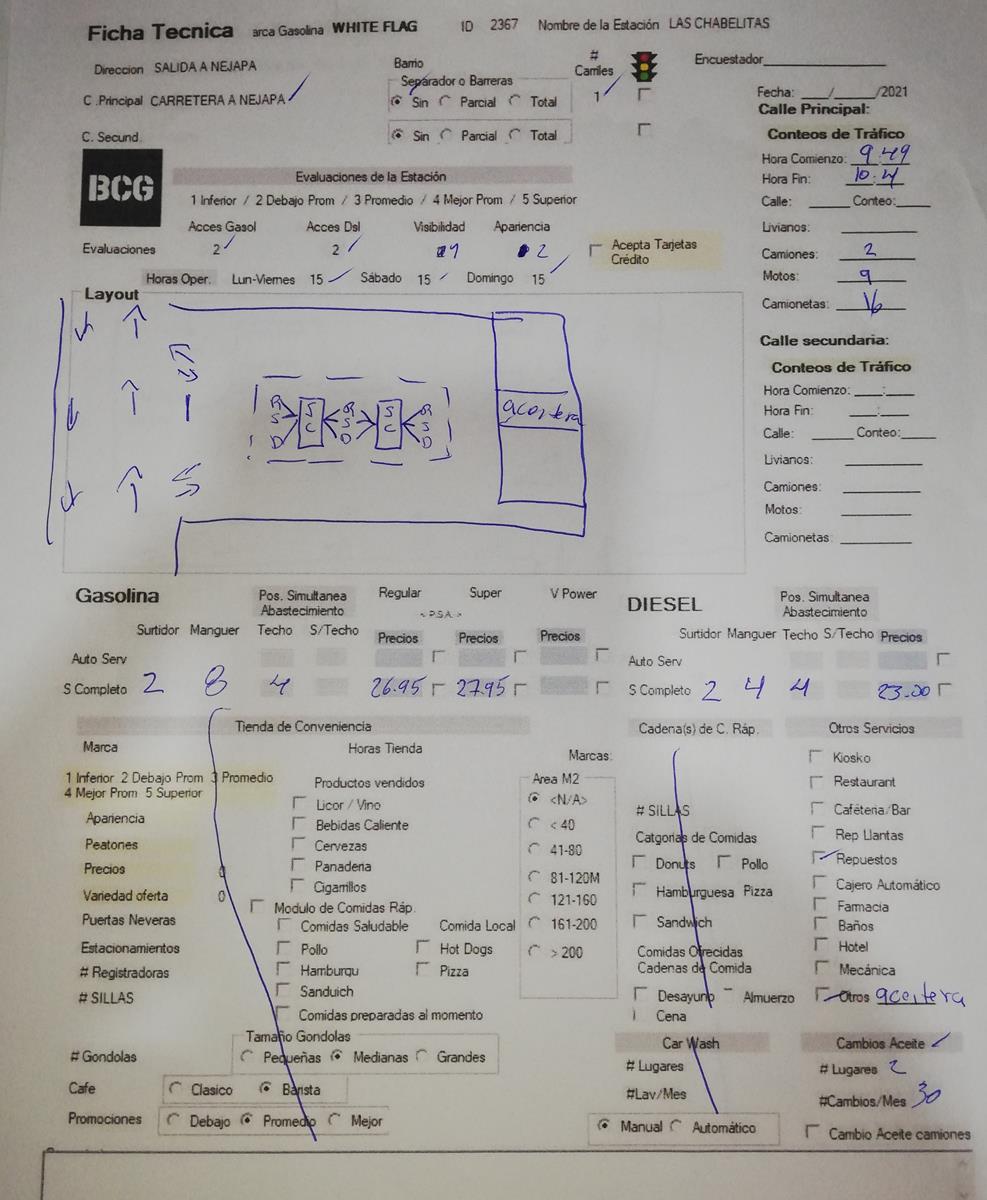 Ficha Tecnica arca Gasolina WHITE FLAG ID 2367 Nombre de la Estación LAS CHABELITAS
Direccion SALIDA A NEJAPA Barrio # Carriles Encuestador
Separador o Barreras
C .Principal CARRETERA A NEJAPA Sin Parcial Total 1 Fecha: ___/___/2021
Calle Principal:
C. Secund. Sin Parcial Total
Conteos de Tráfico
Hora Comienzo: 9:49
Hora Fin: 10:4
Calle: Conteo:
Livianos:
Camiones: 2
Motos: 9
Camionetas: 16
BCG
Evaluaciones de la Estación
1 Inferior / 2 Debajo Prom / 3 Promedio / 4 Mejor Prom / 5 Superior
Acces Gasol Acces Dsl Visibilidad Apariencia
Evaluaciones 2 2 2
Acepta Tarjetas
Crédito
Horas Oper. Lun-Viernes 15 Sábado 15 Domingo 15
Layout
R S D S C R S D S C R S D
aceitera
Calle secundaria:
Conteos de Tráfico
Hora Comienzo: :
Hora Fin: :
Calle: Conteo:
Livianos:
Camiones:
Motos:
Camionetas:
Gasolina Pos. Simultanea Abastecimiento Regular Super V Power
< P.S.A. >
Surtidor Manguer Techo S/Techo Precios Precios Precios
Auto Serv
S Completo 2 8 4 26.95 27.95
DIESEL Pos. Simultanea Abastecimiento
Surtidor Manguer Techo S/Techo Precios
Auto Serv
S Completo 2 4 4 23.00
Tienda de Conveniencia
Marca Horas Tienda
1 Inferior 2 Debajo Prom 3 Promedio
4 Mejor Prom 5 Superior
Apariencia
Peatones
Precios 0
Variedad oferta 0
Puertas Neveras
Estacionamientos
# Registradoras
# SILLAS
Productos vendidos
Licor / Vino
Bebidas Caliente
Cervezas
Panaderia
Cigarrillos
Modulo de Comidas Ráp.
Comidas Saludable Comida Local
Pollo Hot Dogs
Hamburqu Pizza
Sanduich
Comidas preparadas al momento
Marcas:
Area M2
<N/A>
< 40
41-80
81-120M
121-160
161-200
> 200
Tamaño Gondolas
# Gondolas Pequeñas Medianas Grandes
Cafe Clasico Barista
Promociones Debajo Promedio Mejor
Cadena(s) de C. Ráp.
# SILLAS
Catgorias de Comidas
Donuts Pollo
Hamburguesa Pizza
Sandwich
Comidas Ofrecidas
Cadenas de Comida
Desayuno Almuerzo
Cena
Car Wash
# Lugares
#Lav/Mes
Manual Automático
Otros Servicios
Kiosko
Restaurant
Cafétena/Bar
Rep Llantas
Repuestos
Cajero Automático
Farmacia
Baños
Hotel
Mecánica
Otros aceitera
Cambios Aceite
# Lugares 2
#Cambios/Mes 30
Cambio Aceite camiones